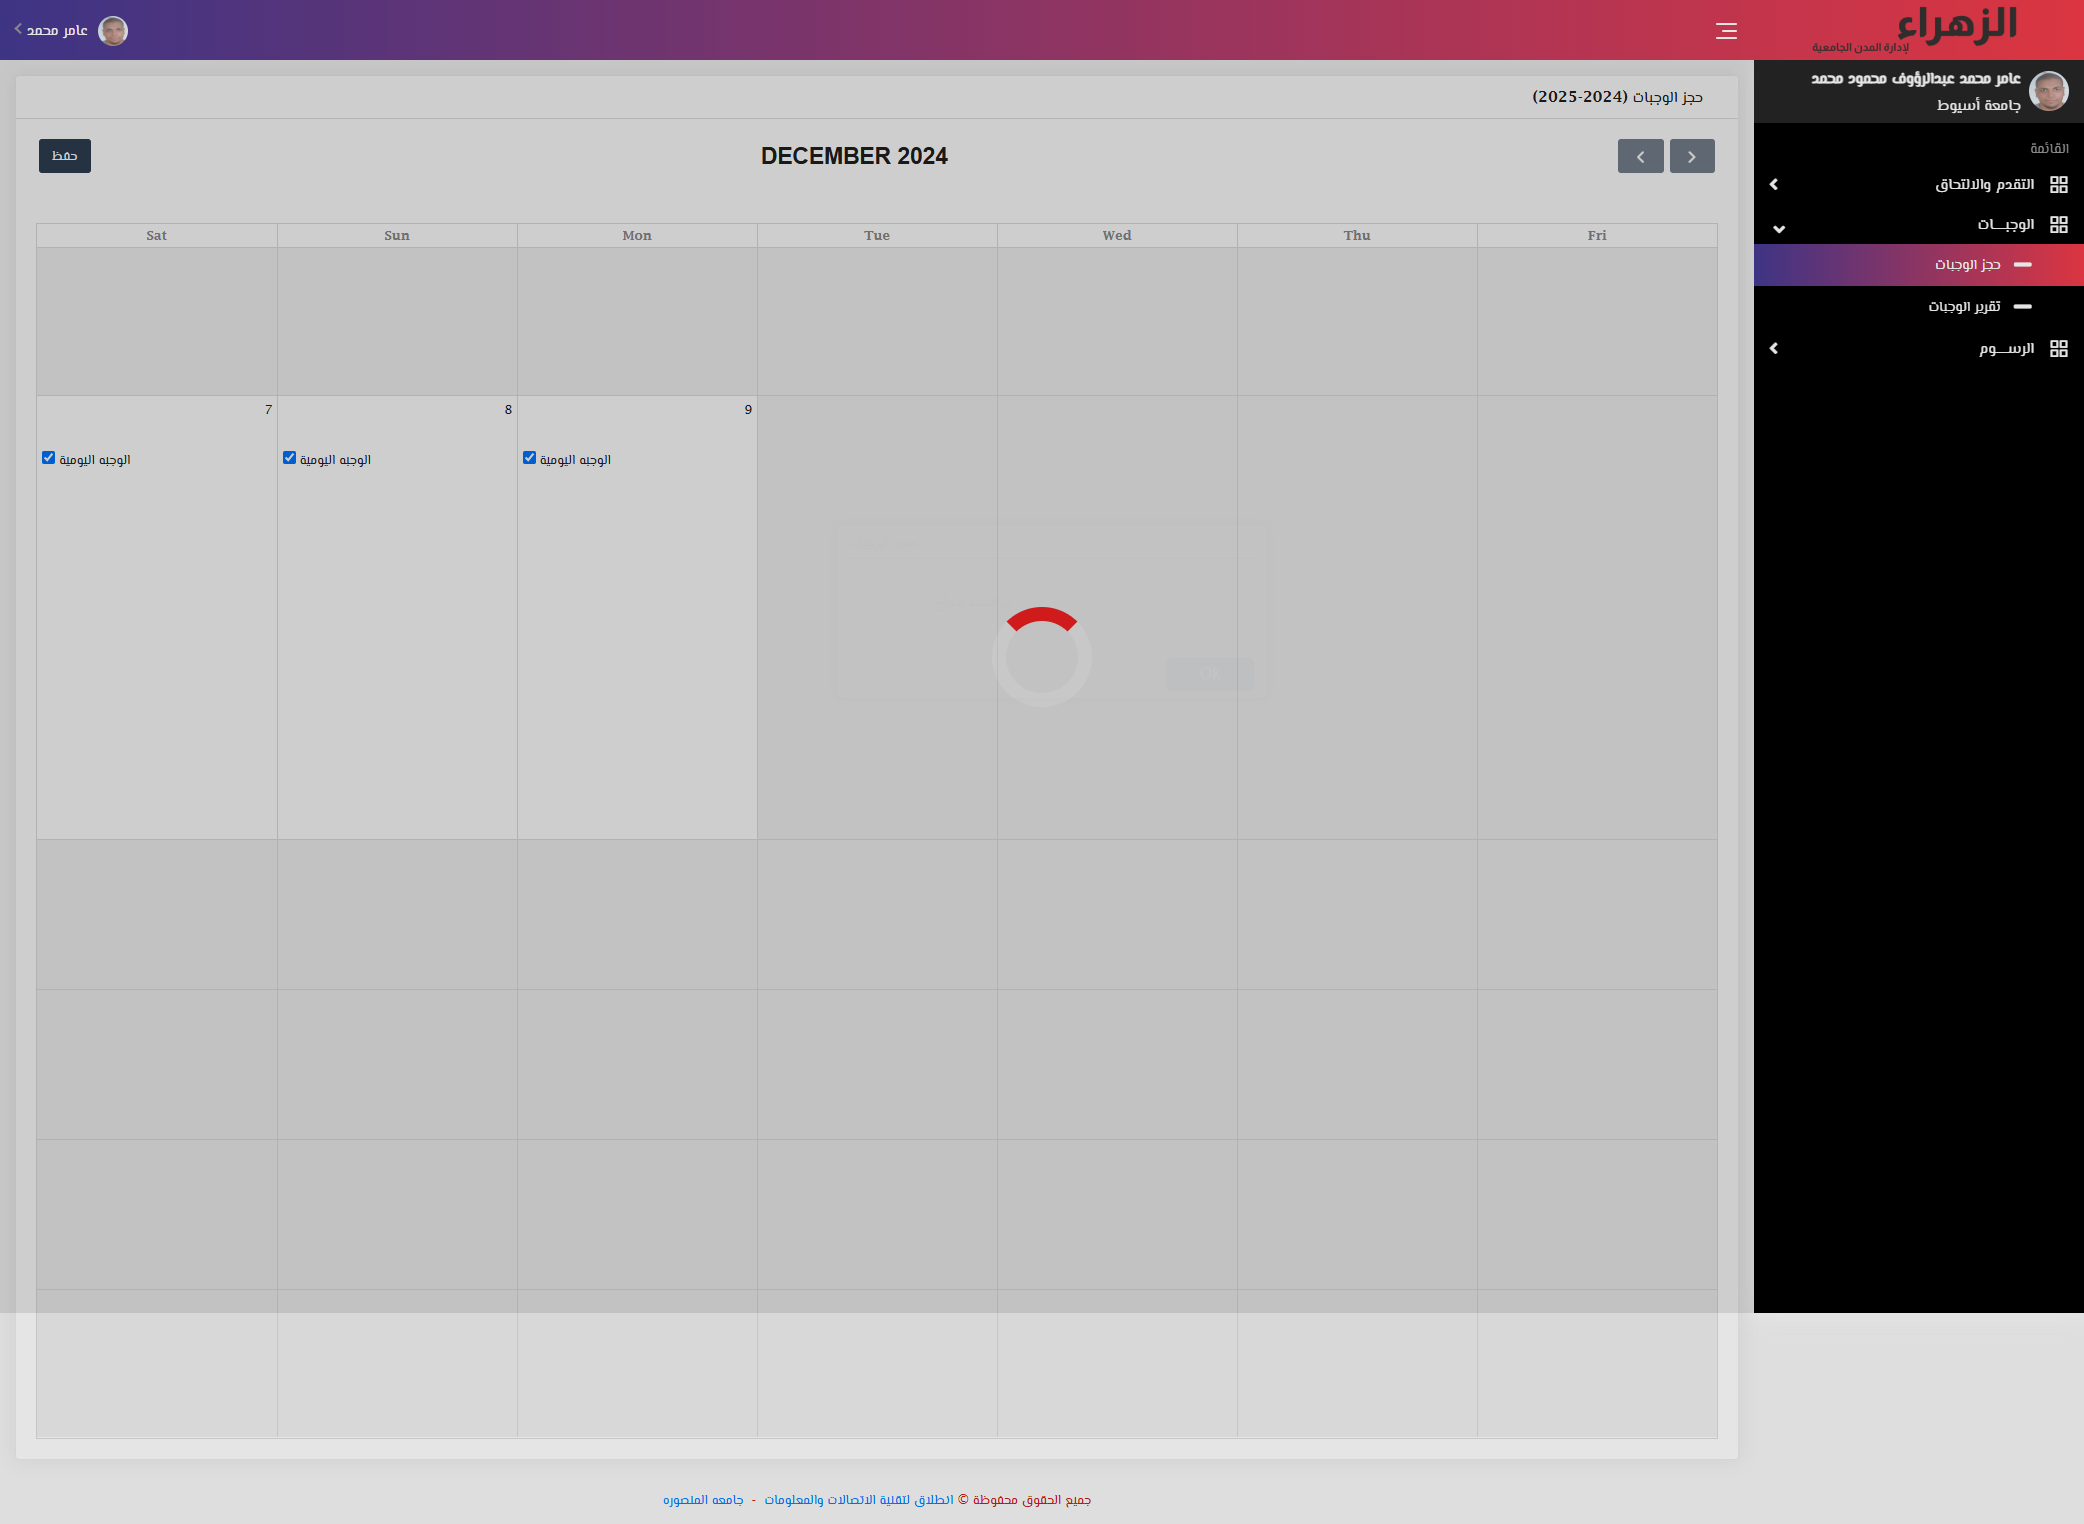 الزهراء
لإدارة المدن الجامعية
عامر محمد
عامر محمد عبدالرؤوف محمود محمد
جامعة أسيوط
القائمة
التقدم والالتحاق
الوجبـــات
حجز الوجبات
تقرير الوجبات
الرســـوم
حجز الوجبات (2024-2025)
حفظ
DECEMBER 2024
Sat Sun Mon Tue Wed Thu Fri
7 8 9
الوجبه اليومية الوجبه اليومية الوجبه اليومية
جميع الحقوق محفوظة © انطلاق لتقنية الاتصالات والمعلومات - جامعه المنصوره